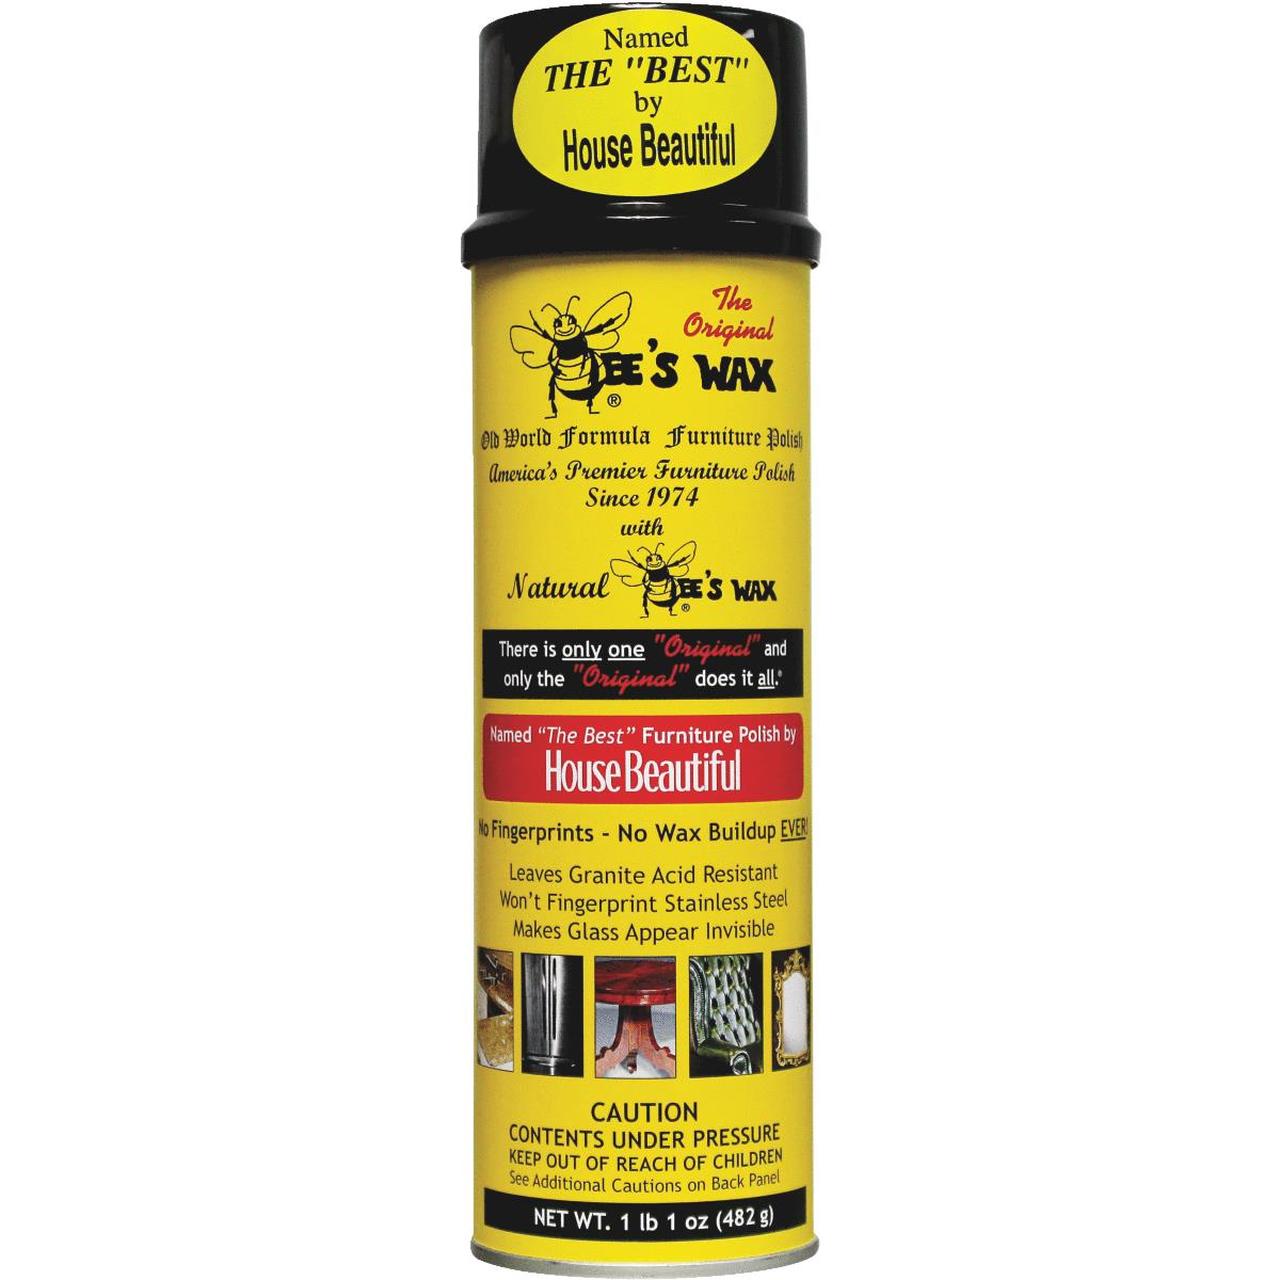 Named
THE "BEST"
by
House Beautiful
The
Original
BEE'S WAX
®
Old World Formula Furniture Polish
America's Premier Furniture Polish
Since 1974
with
Natural BEE'S WAX
®
There is only one "Original" and
only the "Original" does it all.®
Named "The Best" Furniture Polish by
House Beautiful
No Fingerprints - No Wax Buildup EVER!
Leaves Granite Acid Resistant
Won't Fingerprint Stainless Steel
Makes Glass Appear Invisible
CAUTION
CONTENTS UNDER PRESSURE
KEEP OUT OF REACH OF CHILDREN
See Additional Cautions on Back Panel
NET WT. 1 lb 1 oz (482 g)